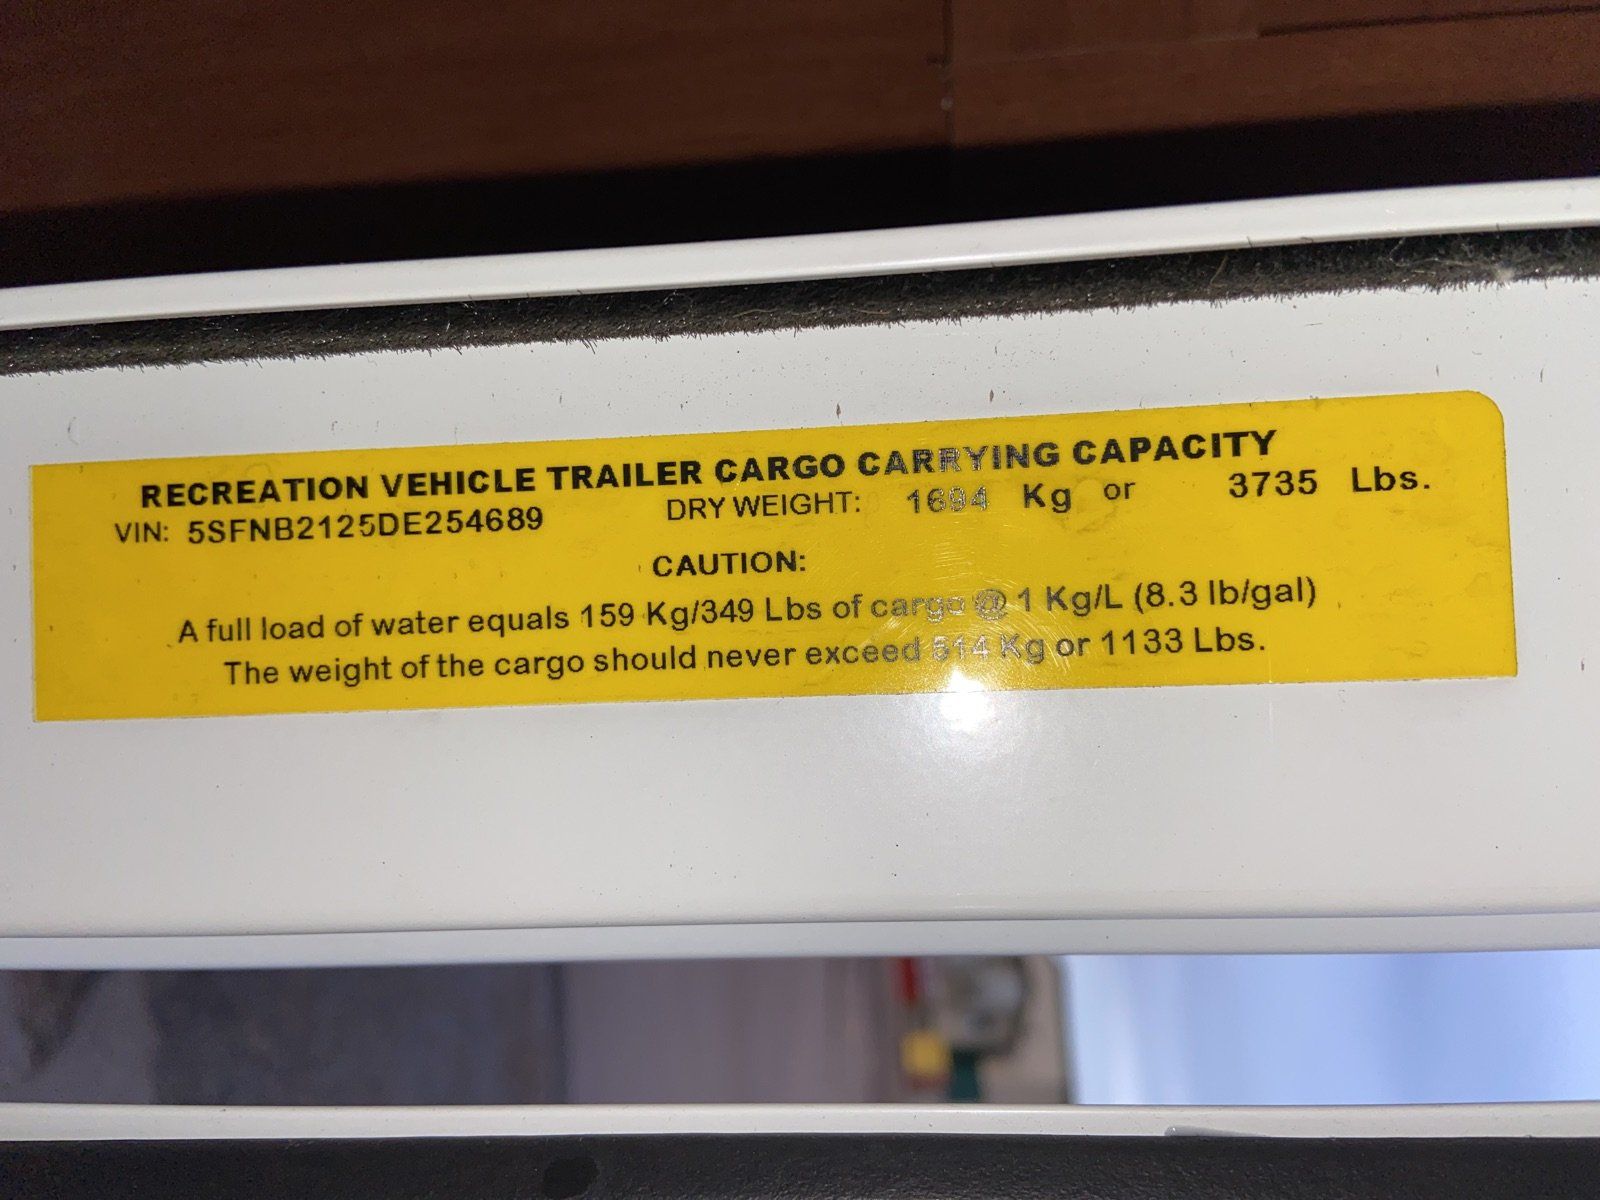 RECREATION VEHICLE TRAILER CARGO CARRYING CAPACITY
VIN: 5SFNB2125DE254689 DRY WEIGHT: 1694 Kg or 3735 Lbs.
CAUTION:
A full load of water equals 159 Kg/349 Lbs of cargo @ 1 Kg/L (8.3 lb/gal)
The weight of the cargo should never exceed 514 Kg or 1133 Lbs.